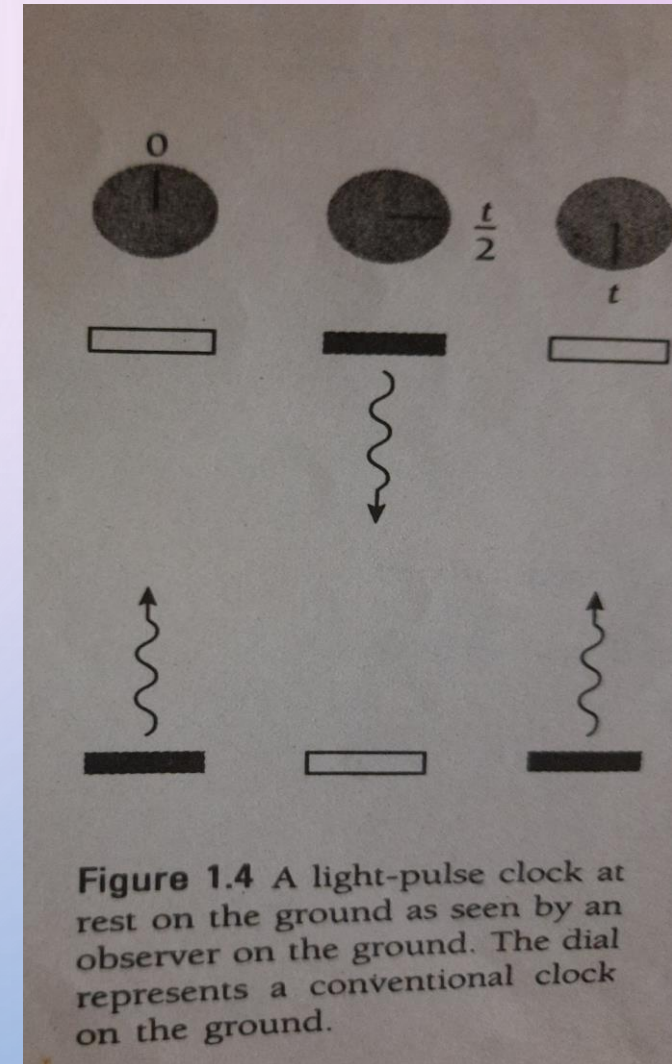 0
t
2
t
Figure 1.4 A light-pulse clock at
rest on the ground as seen by an
observer on the ground. The dial
represents a conventional clock
on the ground.